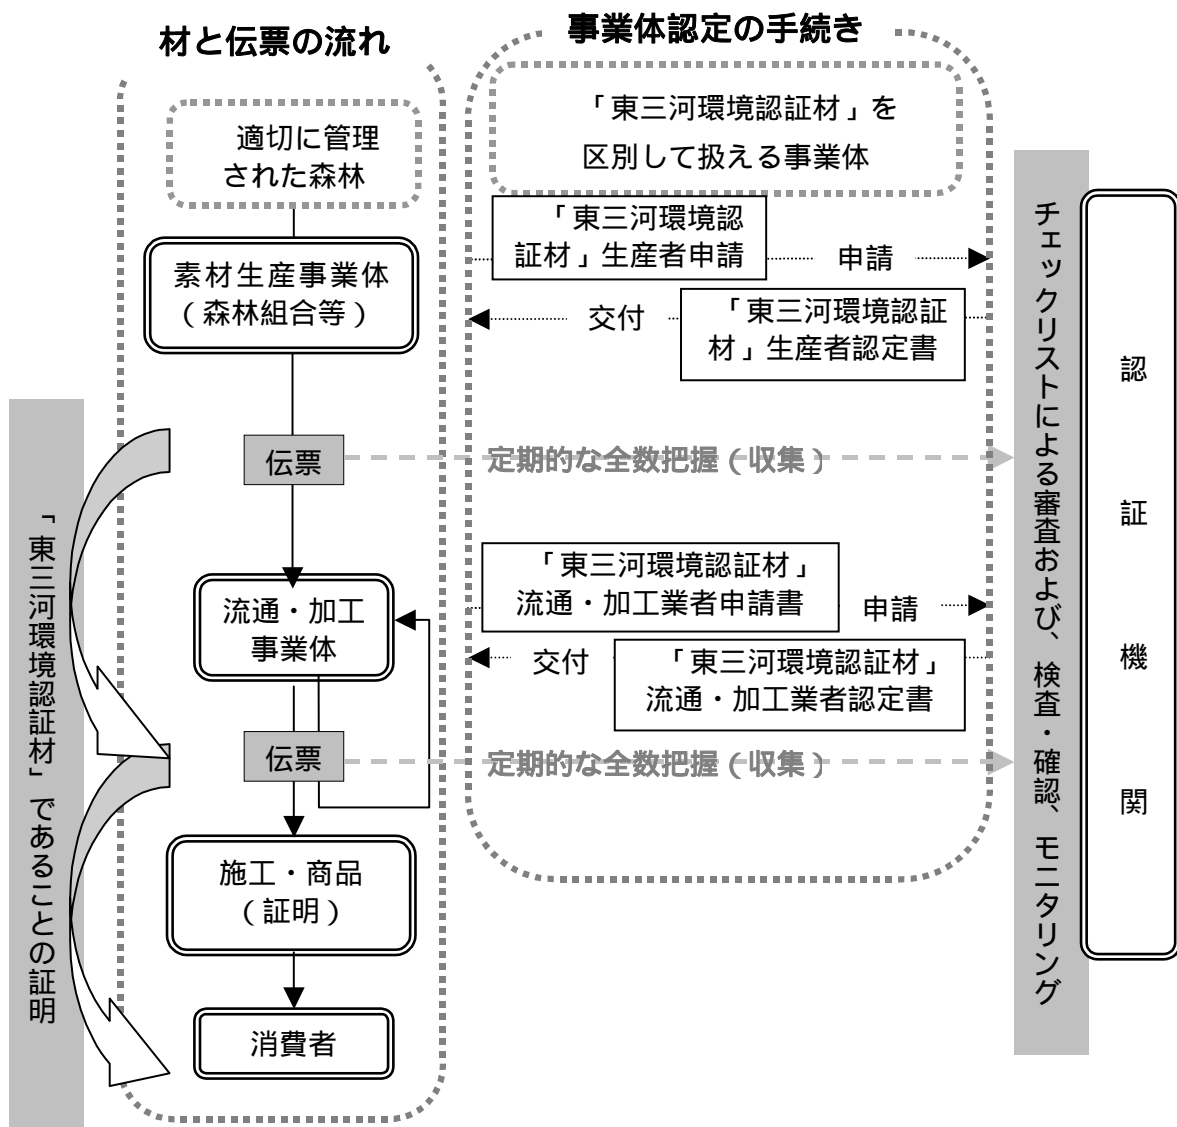 材と伝票の流れ
適切に管理
された森林
素材生産事業体
（森林組合等）
伝票
流通・加工
事業体
伝票
施工・商品
（証明）
消費者
「東三河環境認証材」であることの証明
事業体認定の手続き
「東三河環境認証材」を
区別して扱える事業体
「東三河環境認
証材」生産者申請
申請
交付
「東三河環境認証
材」生産者認定書
定期的な全数把握（収集）
「東三河環境認証材」
流通・加工業者申請書
申請
交付
「東三河環境認証材」
流通・加工業者認定書
定期的な全数把握（収集）
チェックリストによる審査および、検査・確認、モニタリング
認証機関